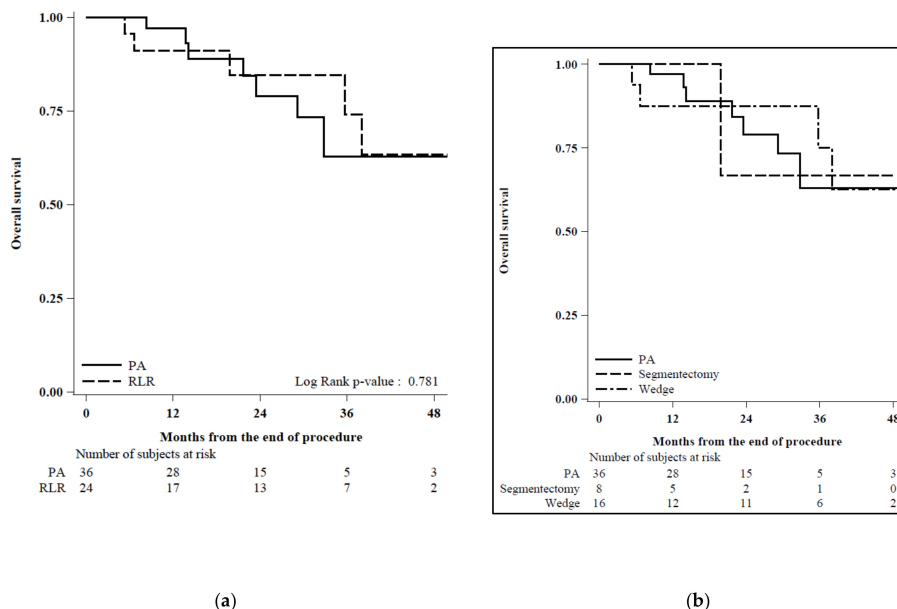 1.00
0.75
0.50
0.25
0.00
Overall survival
PA
RLR
Log Rank p-value : 0.781
0 12 24 36 48
Months from the end of procedure
Number of subjects at risk
PA 36 28 15 5 3
RLR 24 17 13 7 2
(a)
1.00
0.75
0.50
0.25
0.00
Overall survival
PA
Segmentectomy
Wedge
0 12 24 36 48
Months from the end of procedure
Number of subjects at risk
PA 36 28 15 5 3
Segmentectomy 8 5 2 1 0
Wedge 16 12 11 6 2
(b)